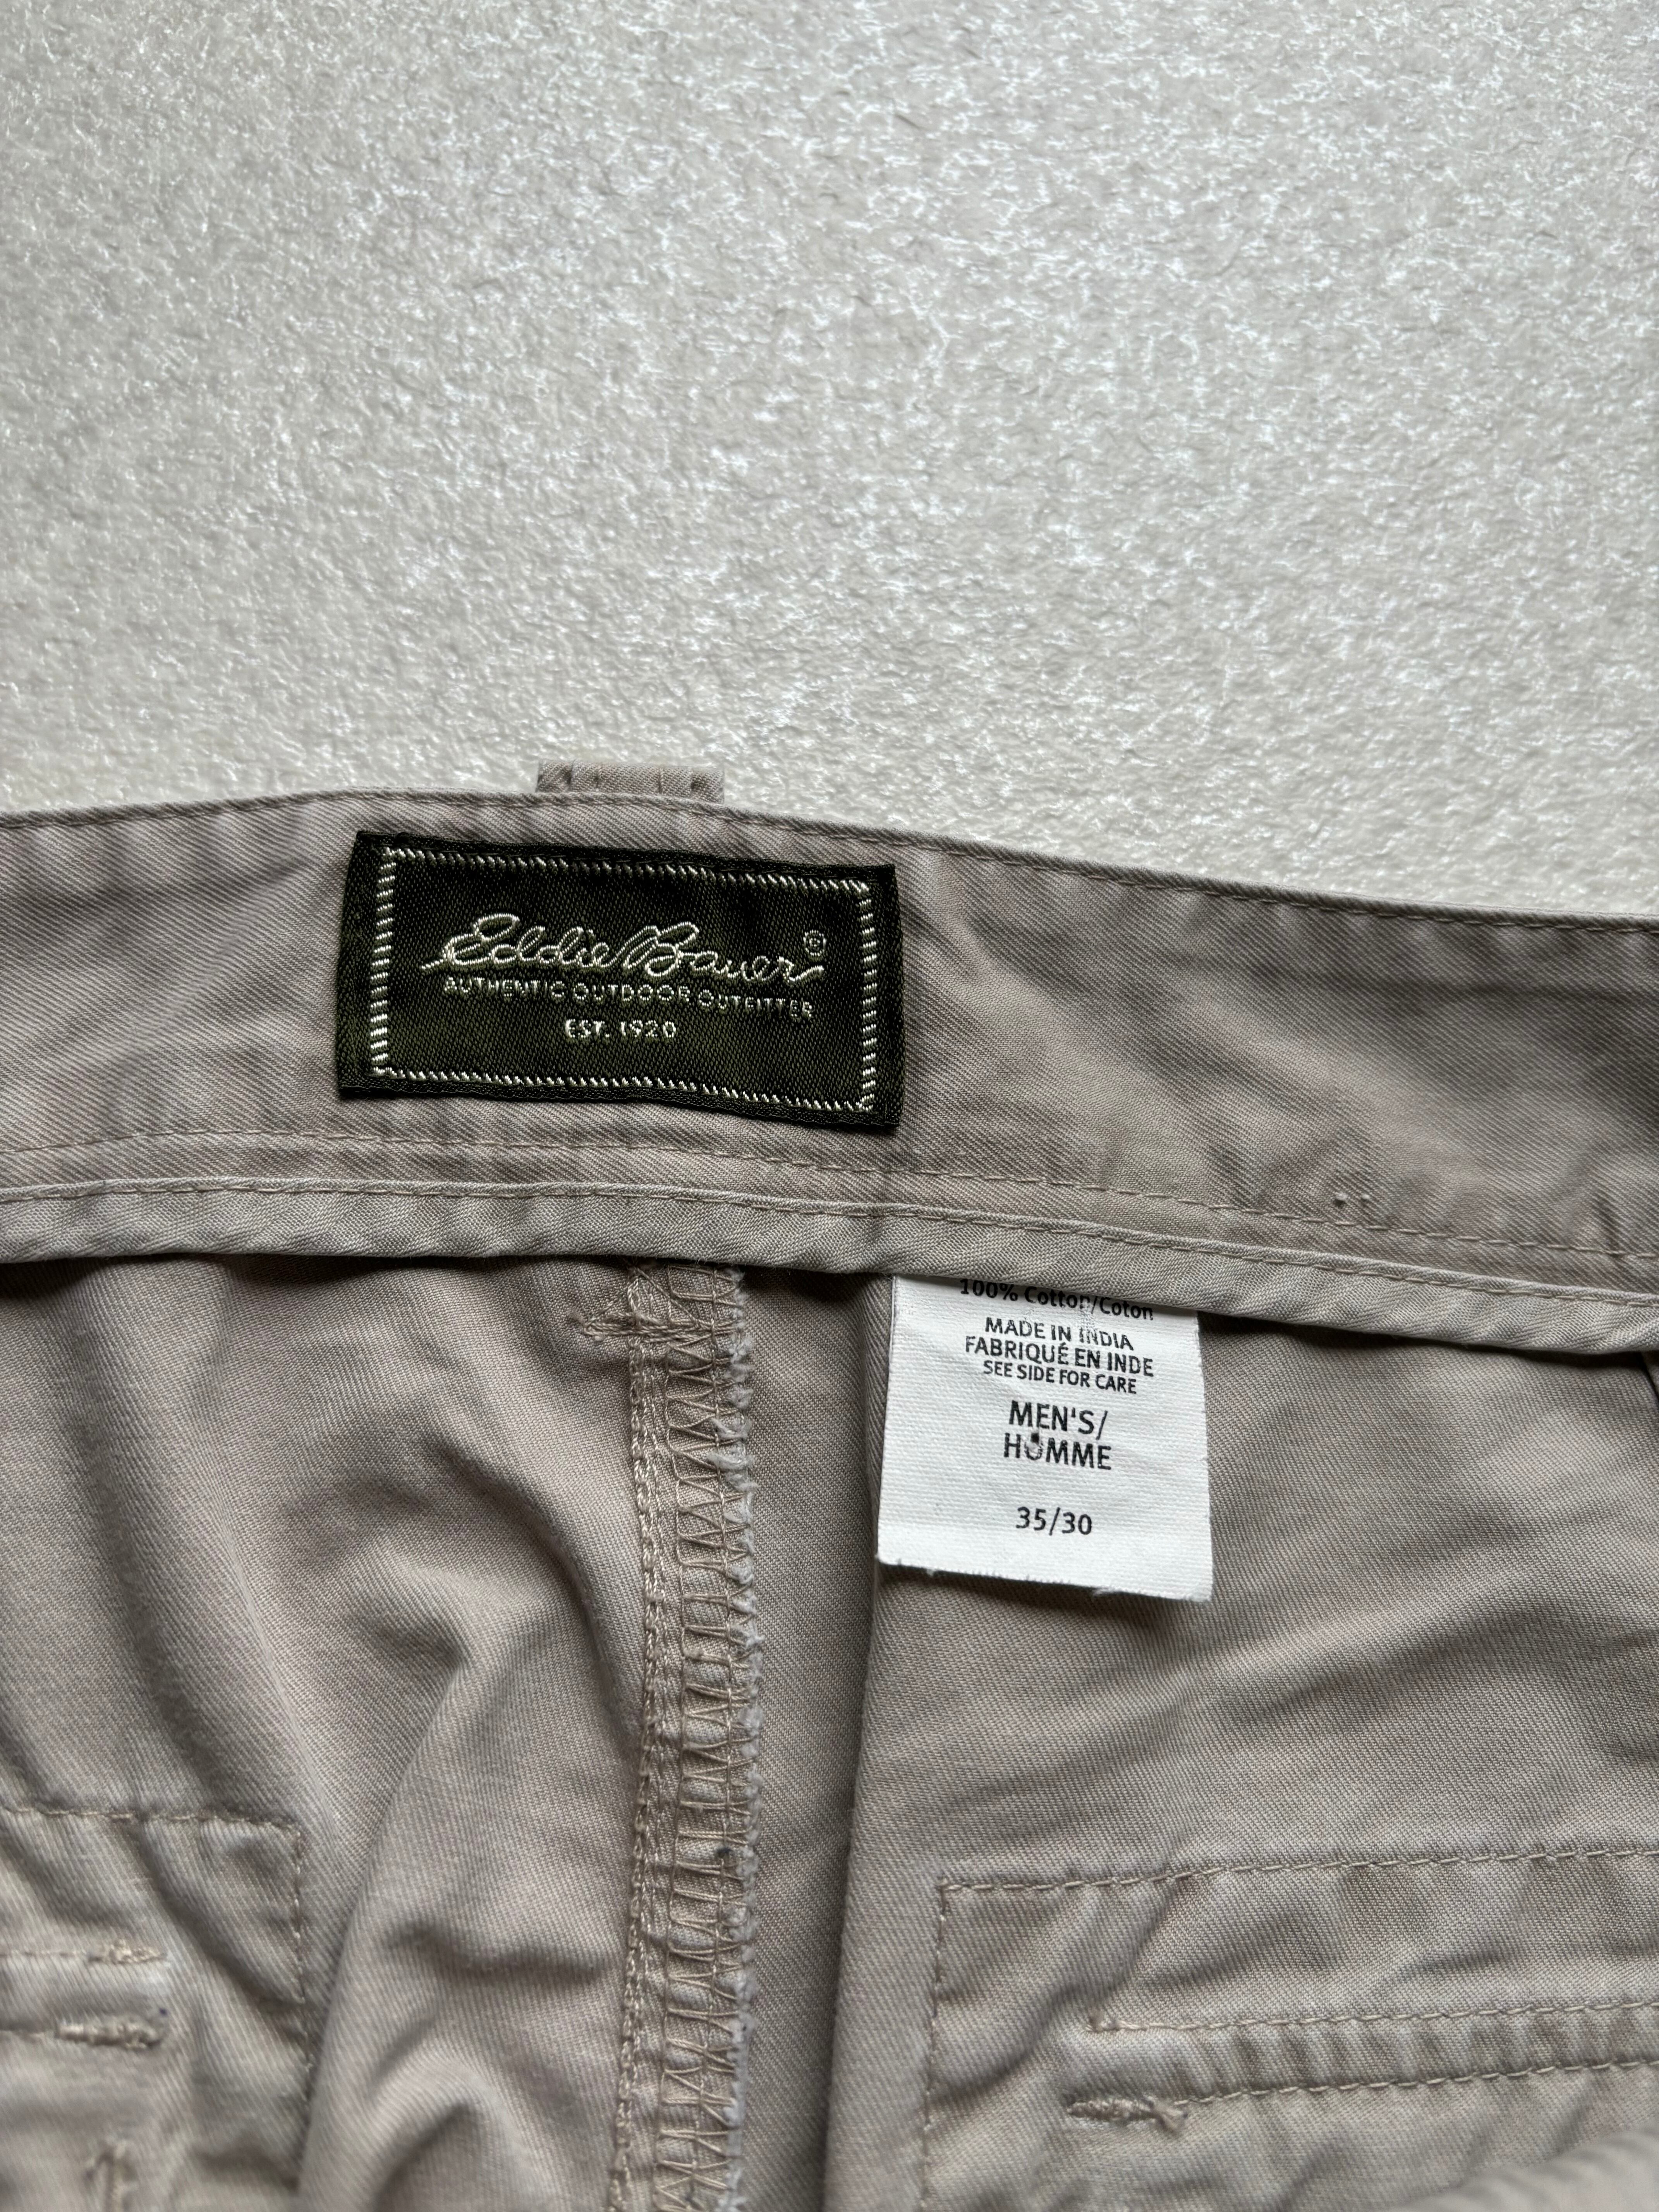 Eddie Bauer®
AUTHENTIC OUTDOOR OUTFITTER
EST. 1920
100% Cotton/Coton
MADE IN INDIA
FABRIQUÉ EN INDE
SEE SIDE FOR CARE
MEN'S/
HOMME
35/30